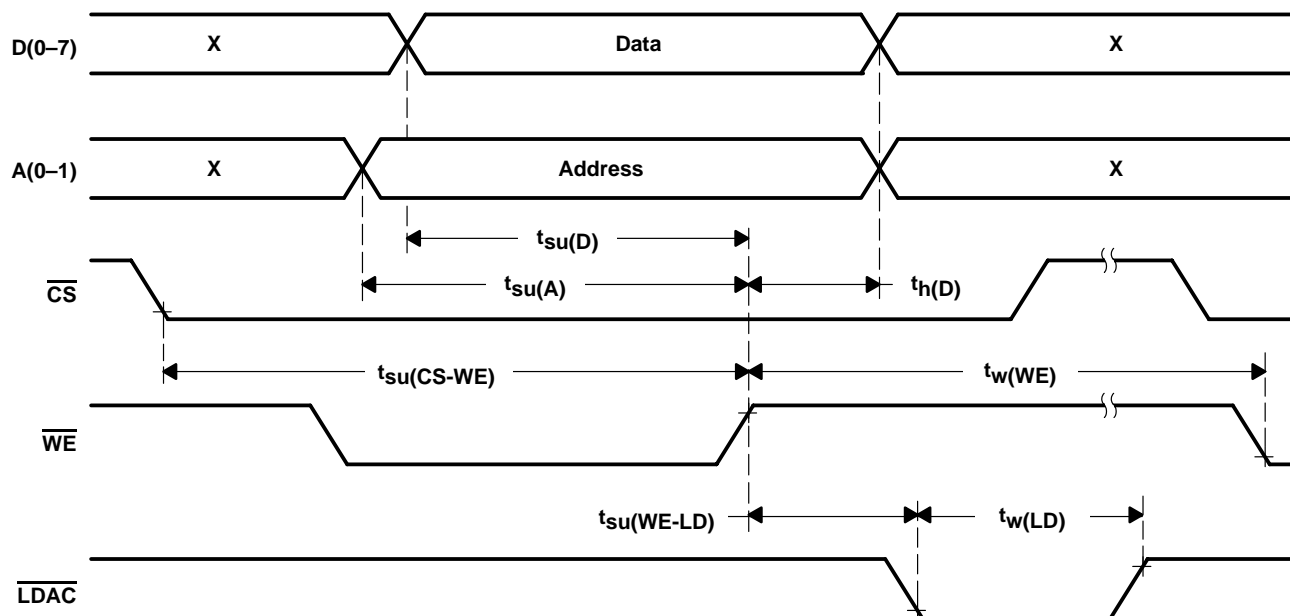 D(0–7) X Data X
A(0–1) X Address X
tsu(D)
CS tsu(A) th(D)
tsu(CS-WE) tw(WE)
WE
tsu(WE-LD) tw(LD)
LDAC